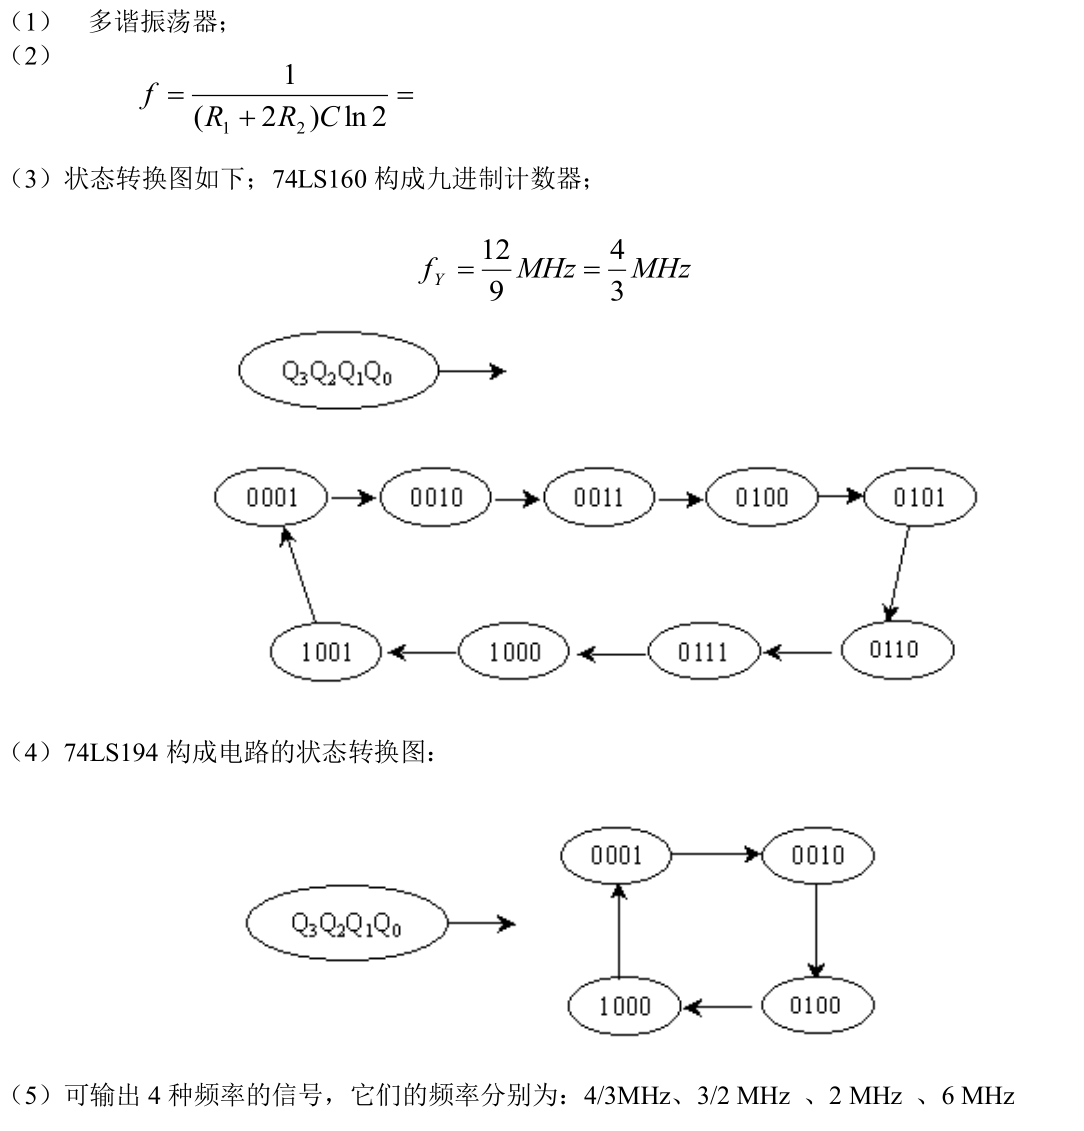 （1） 多谐振荡器；
（2）
f = 1 / (R₁ + 2R₂)C ln 2 =
（3）状态转换图如下；74LS160 构成九进制计数器；
f_Y = 12/9 MHz = 4/3 MHz
Q₃Q₂Q₁Q₀
0001 0010 0011 0100 0101
1001 1000 0111 0110
（4）74LS194 构成电路的状态转换图：
0001 0010
Q₃Q₂Q₁Q₀
1000 0100
（5）可输出 4 种频率的信号，它们的频率分别为：4/3MHz、3/2 MHz 、2 MHz 、6 MHz